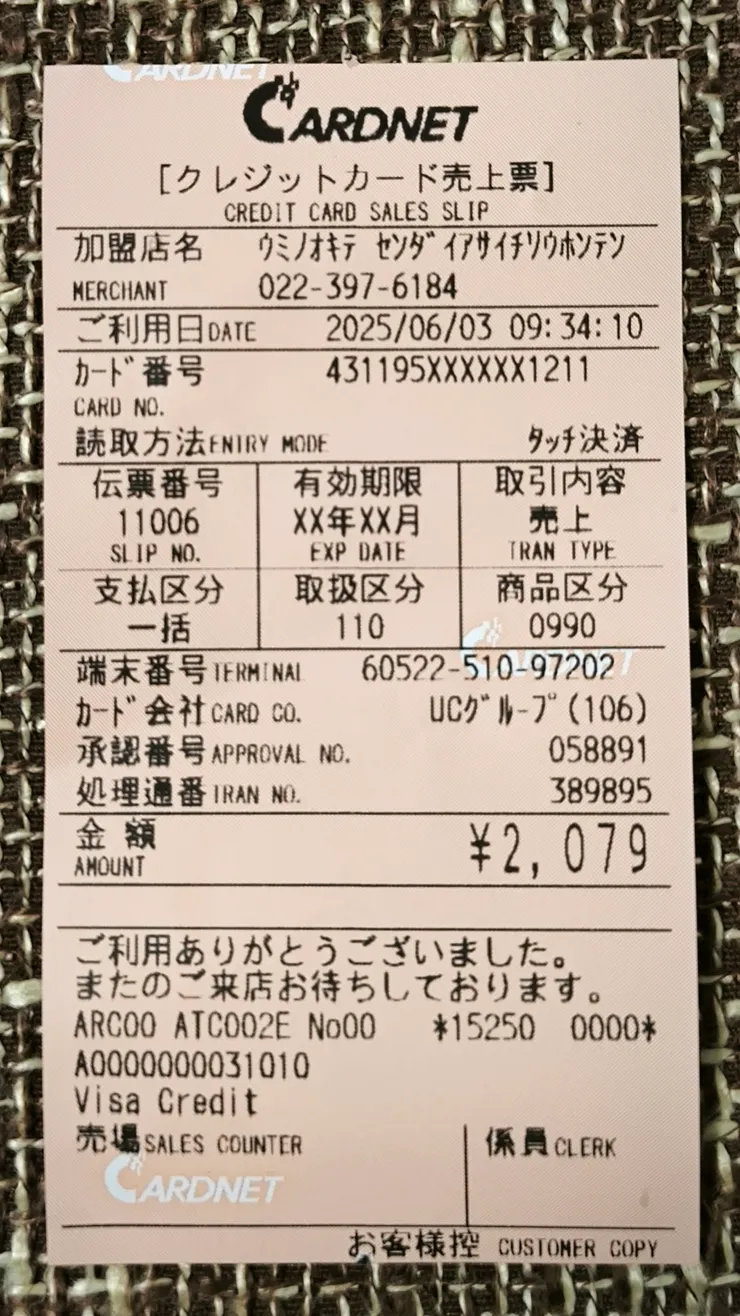 CARDNET
CARDNET
[クレジットカード売上票]
CREDIT CARD SALES SLIP
加盟店名 ウミノオキテ センダイアサイチソウホンテン
MERCHANT 022-397-6184
ご利用日DATE 2025/06/03 09:34:10
カード番号 431195XXXXXX1211
CARD NO.
読取方法ENTRY MODE タッチ決済
伝票番号 有効期限 取引内容
11006 XX年XX月 売上
SLIP NO. EXP DATE TRAN TYPE
支払区分 取扱区分 商品区分
一括 110 0990
CARDNET
端末番号TERMINAL 60522-510-97202
カード会社CARD CO. UCグループ(106)
承認番号APPROVAL NO. 058891
処理通番TRAN NO. 389895
金 額 ¥2,079
AMOUNT
ご利用ありがとうございました。
またのご来店お待ちしております。
ARC00 ATC002E No00 *15250 0000*
A0000000031010
Visa Credit
売場SALES COUNTER 係員CLERK
CARDNET
お客様控 CUSTOMER COPY